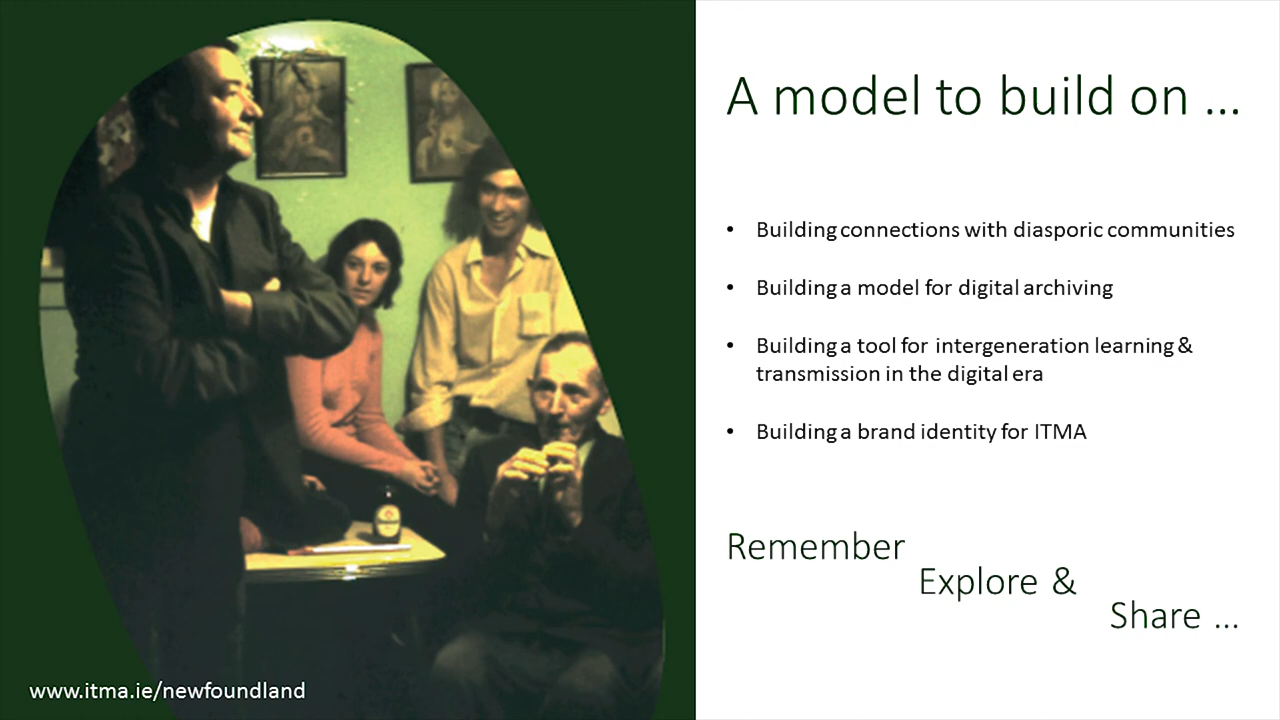 A model to build on ...
• Building connections with diasporic communities
• Building a model for digital archiving
• Building a tool for intergeneration learning &
transmission in the digital era
• Building a brand identity for ITMA
Remember
Explore &
Share ...
www.itma.ie/newfoundland